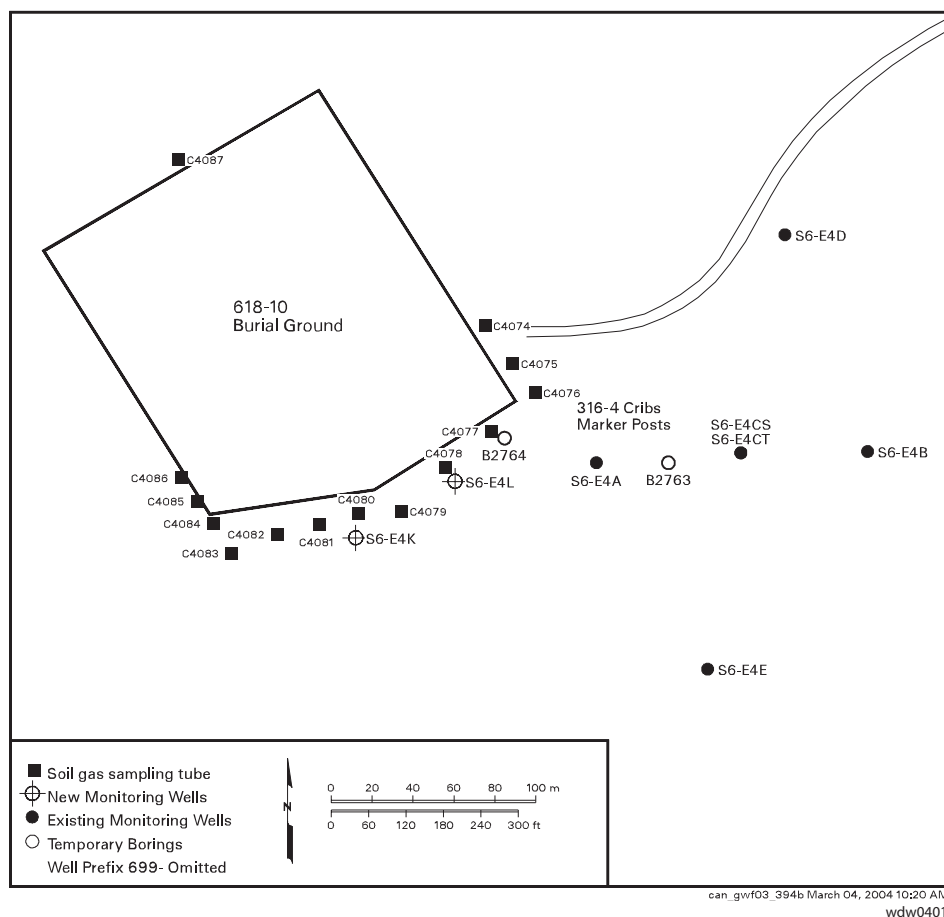 C4087
S6-E4D
618-10
Burial Ground
C4074
C4075
C4076
316-4 Cribs
Marker Posts
C4077
B2764
S6-E4CS
S6-E4CT
S6-E4B
C4078
S6-E4L
S6-E4A
B2763
C4086
C4085
C4084
C4080
C4079
C4083
C4082
C4081
S6-E4K
S6-E4E
Soil gas sampling tube
New Monitoring Wells
Existing Monitoring Wells
Temporary Borings
Well Prefix 699- Omitted
N
0 20 40 60 80 100 m
0 60 120 180 240 300 ft
can_gwf03_394b March 04, 2004 10:20 AM
wdw0401